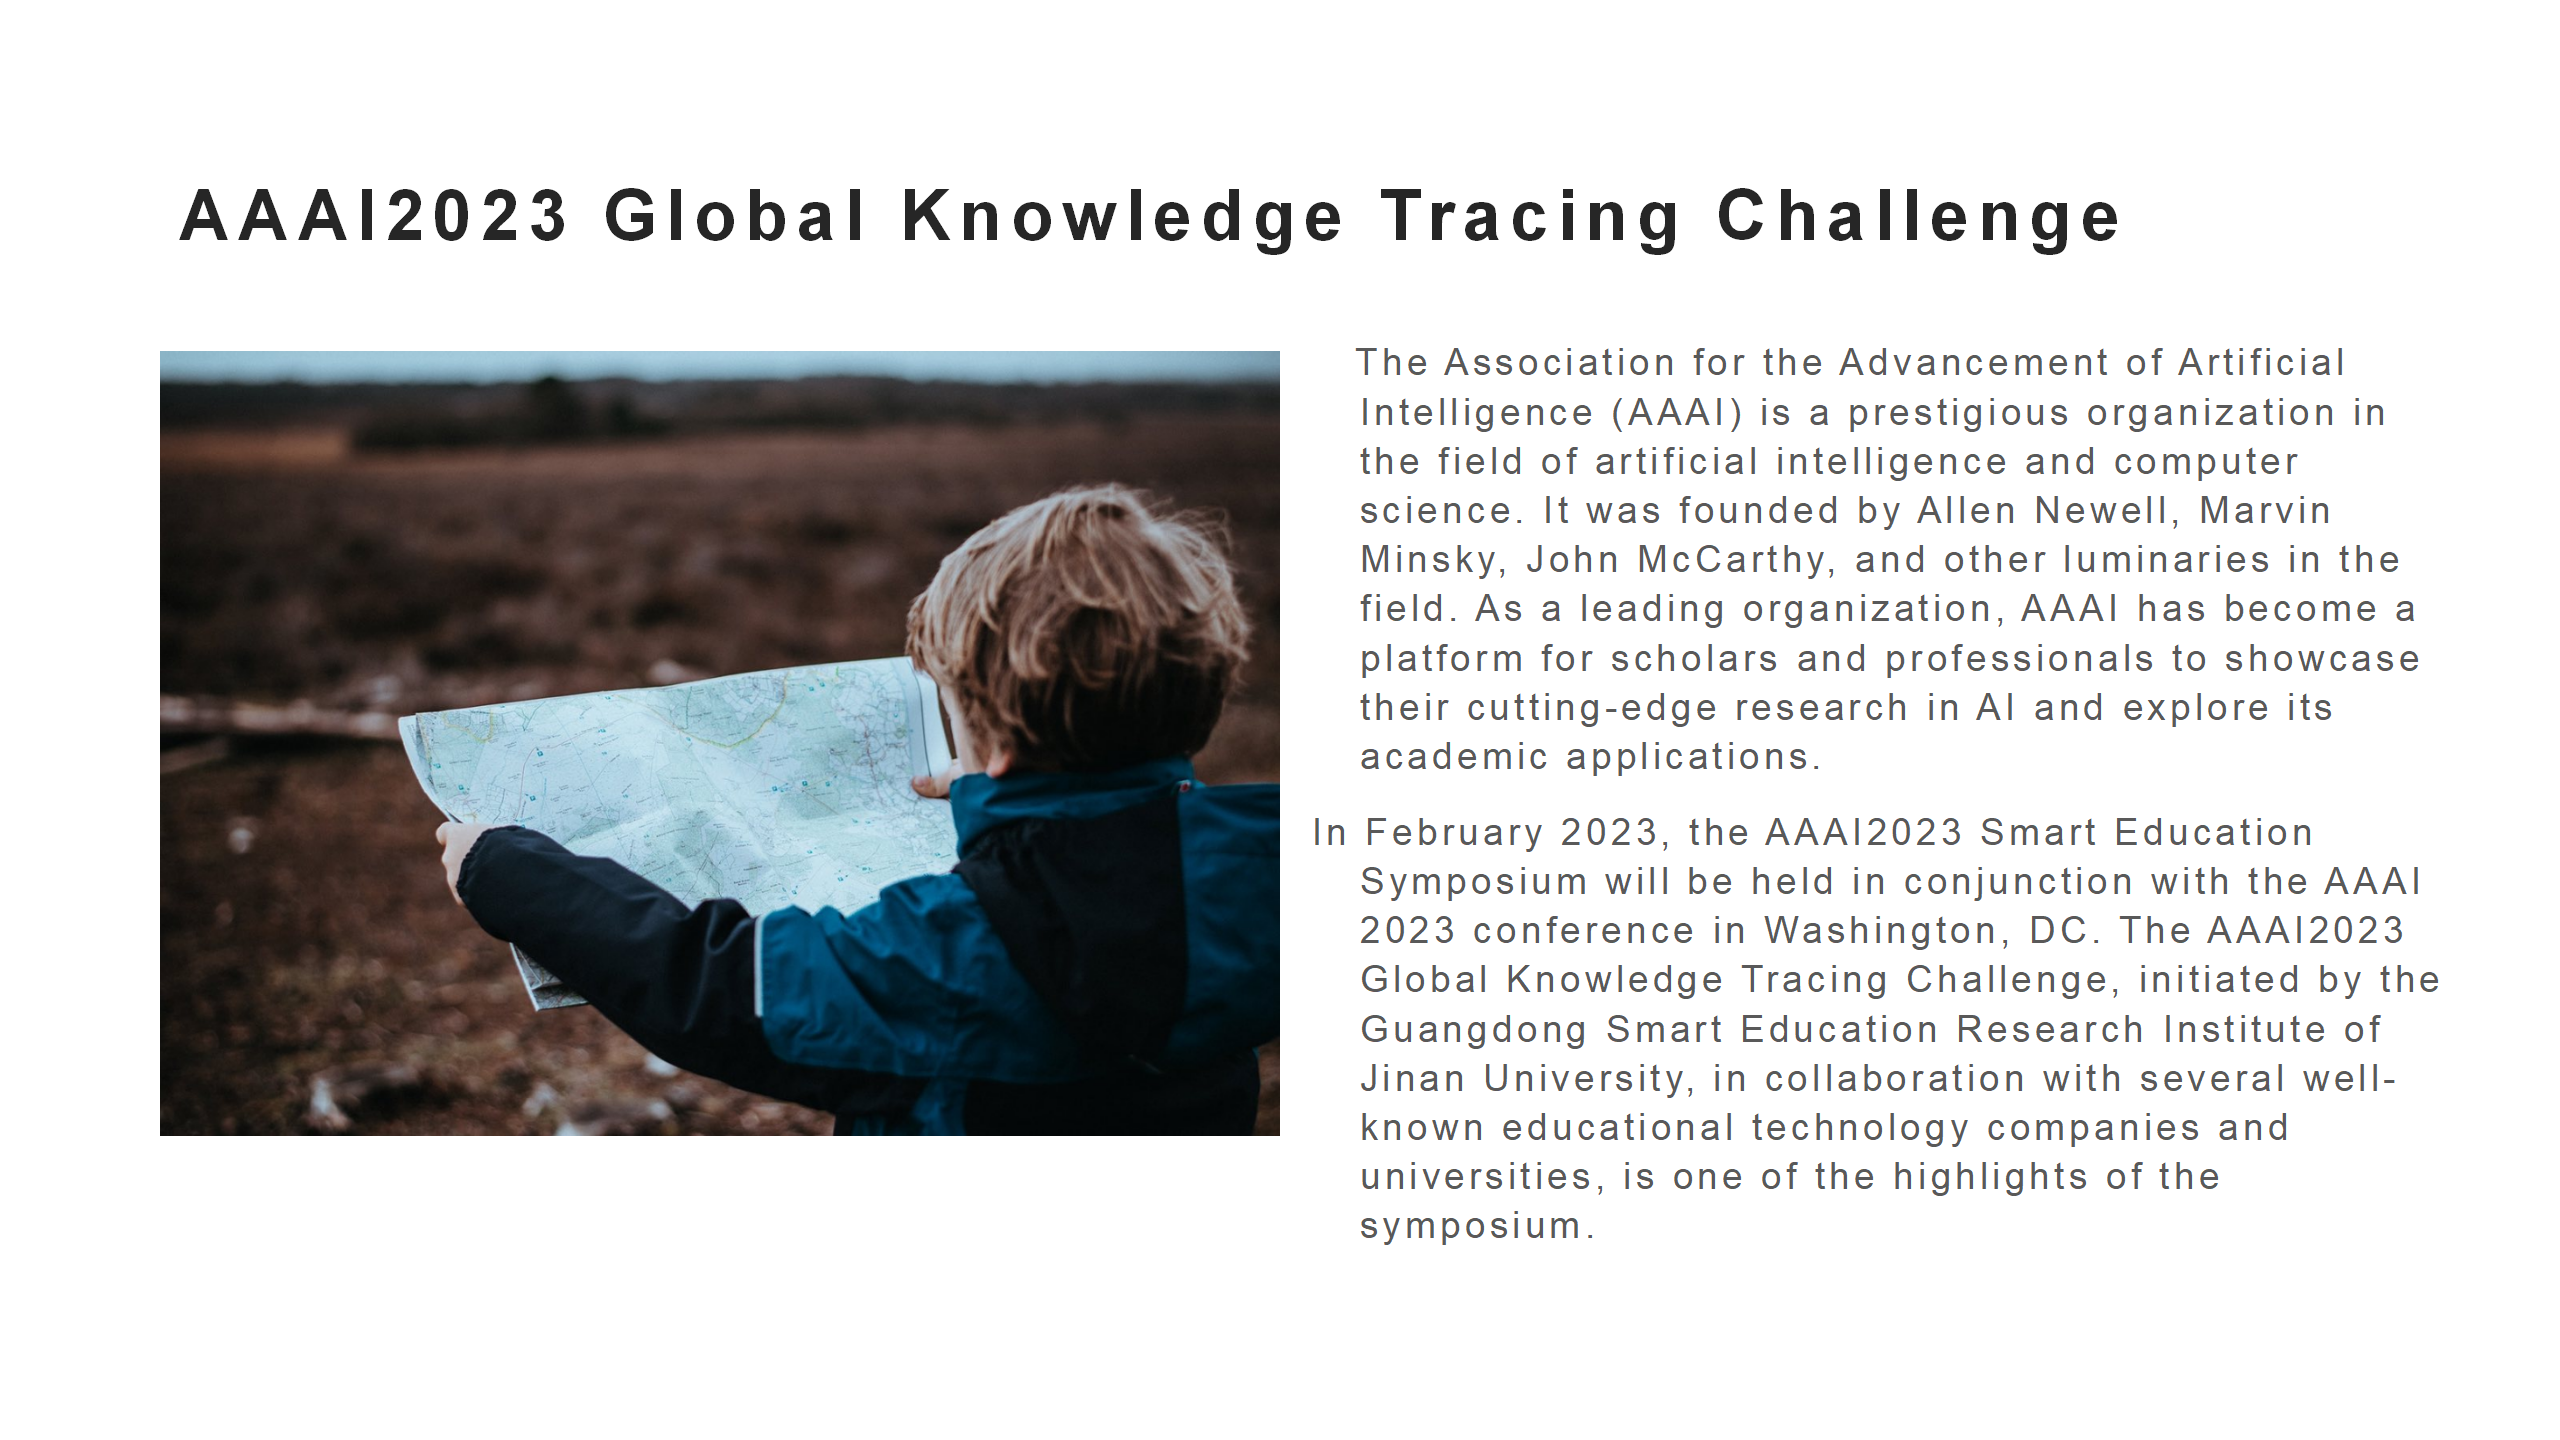 AAAI2023 Global Knowledge Tracing Challenge
The Association for the Advancement of Artificial
Intelligence (AAAI) is a prestigious organization in
the field of artificial intelligence and computer
science. It was founded by Allen Newell, Marvin
Minsky, John McCarthy, and other luminaries in the
field. As a leading organization, AAAI has become a
platform for scholars and professionals to showcase
their cutting-edge research in AI and explore its
academic applications.
In February 2023, the AAAI2023 Smart Education
Symposium will be held in conjunction with the AAAI
2023 conference in Washington, DC. The AAAI2023
Global Knowledge Tracing Challenge, initiated by the
Guangdong Smart Education Research Institute of
Jinan University, in collaboration with several well-
known educational technology companies and
universities, is one of the highlights of the
symposium.